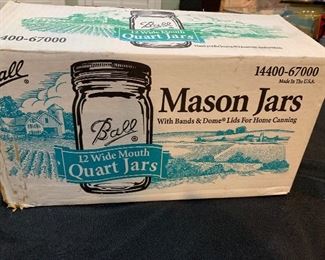 14400-67000
Ball
12 Wide Mouth
Quart Jars
Ball
14400-67000
Made In The U.S.A.
Mason Jars
With Bands & Dome® Lids For Home Canning
Ball
12 Wide Mouth
Quart Jars